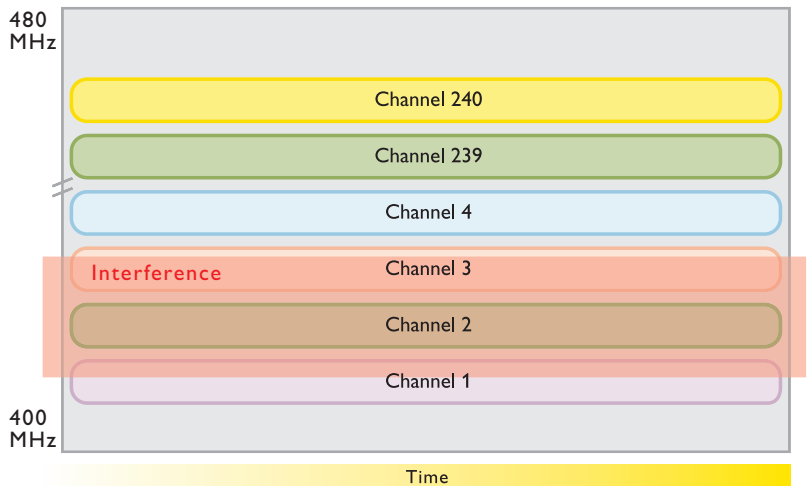 480
MHz
Channel 240
Channel 239
Channel 4
Interference
Channel 3
Channel 2
Channel 1
400
MHz
Time